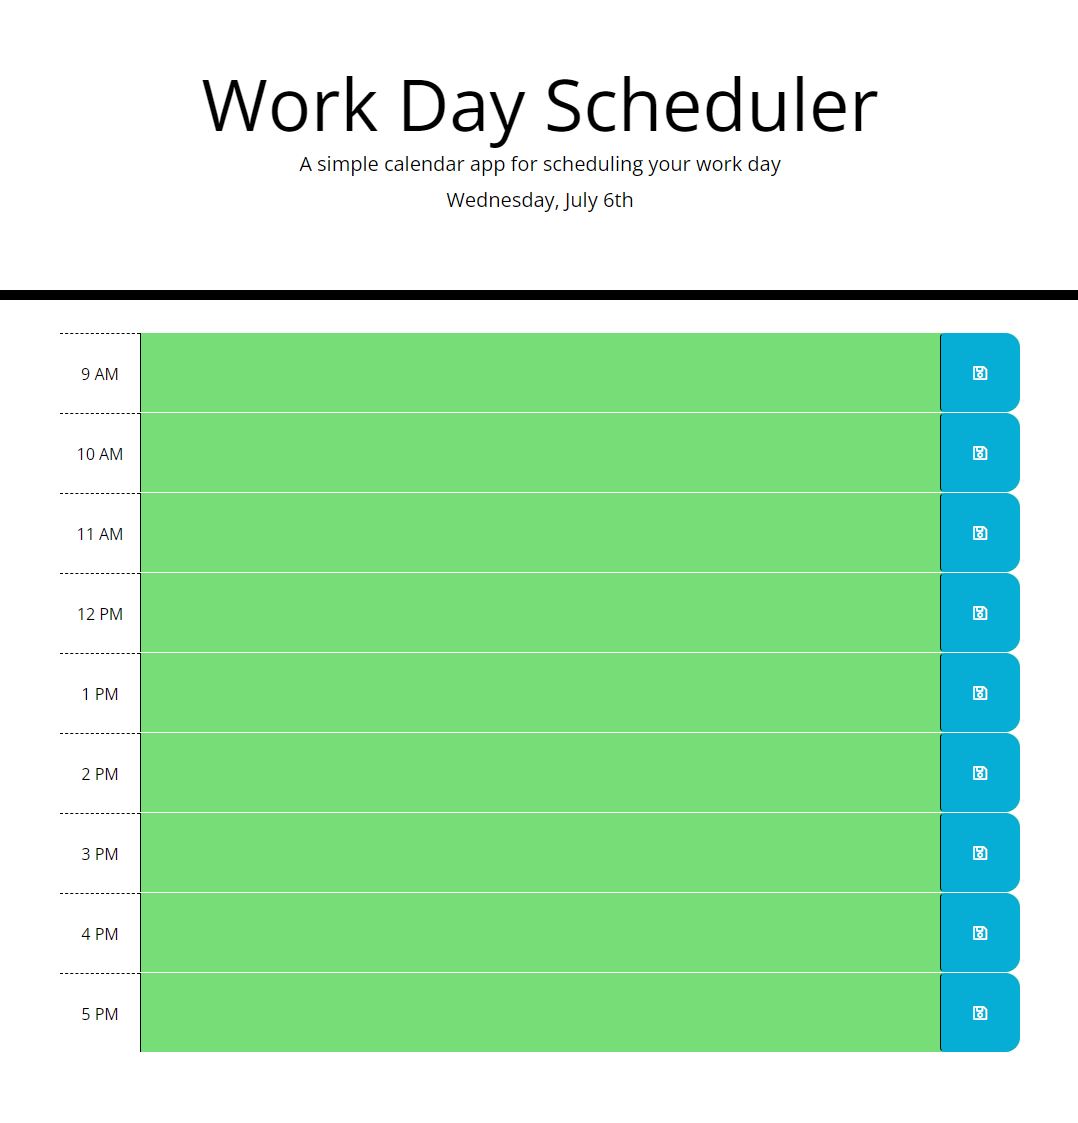 Work Day Scheduler
A simple calendar app for scheduling your work day
Wednesday, July 6th
9 AM
10 AM
11 AM
12 PM
1 PM
2 PM
3 PM
4 PM
5 PM